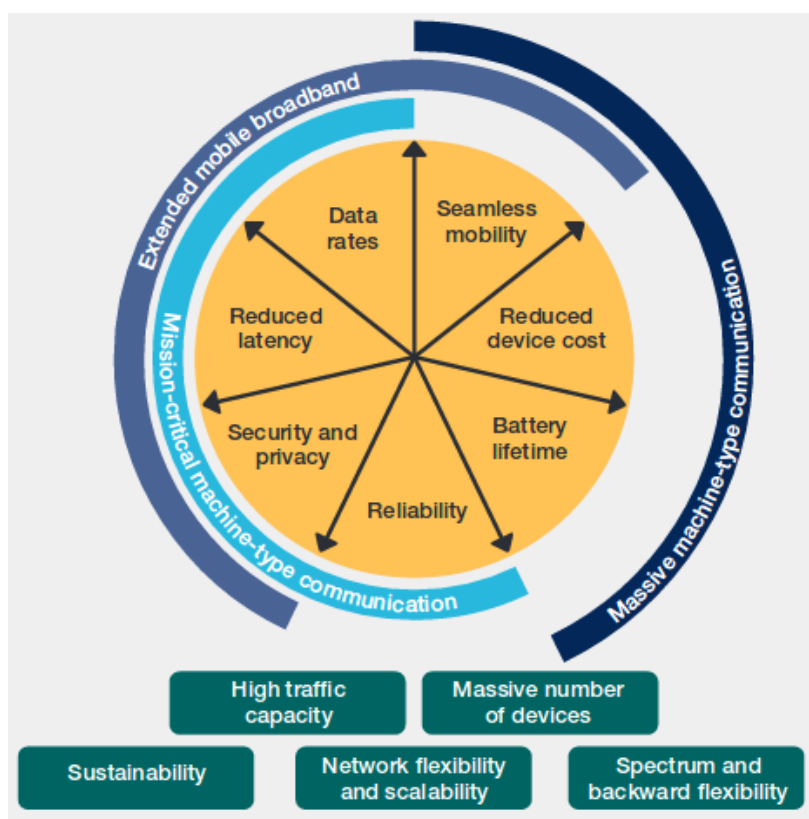 Extended mobile broadband
Mission-critical machine-type communication
Massive machine-type communication
Data
rates
Seamless
mobility
Reduced
latency
Reduced
device cost
Security and
privacy
Battery
lifetime
Reliability
High traffic
capacity
Massive number
of devices
Sustainability
Network flexibility
and scalability
Spectrum and
backward flexibility